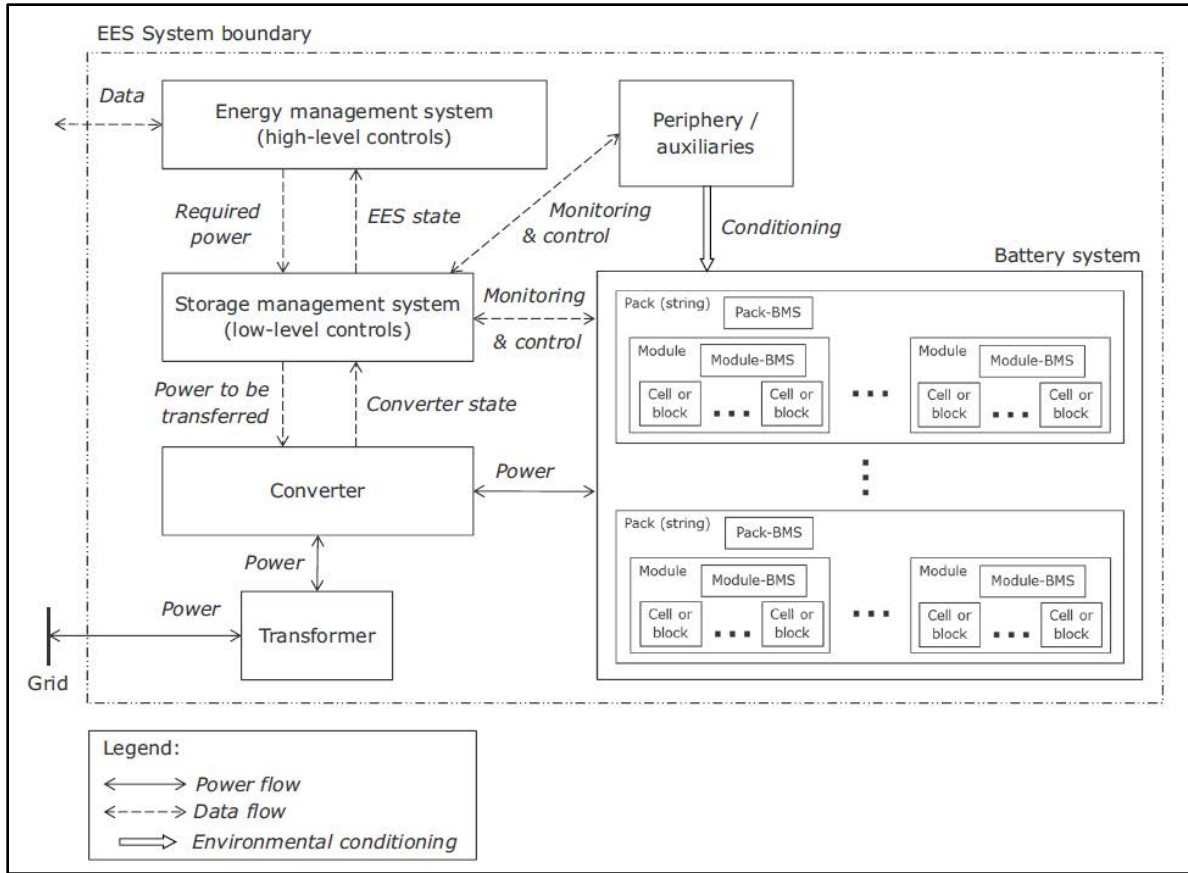 EES System boundary
Data
Energy management system
(high-level controls)
Periphery /
auxiliaries
Required
power
EES state
Monitoring
& control
Conditioning
Battery system
Storage management system
(low-level controls)
Monitoring
& control
Pack (string)
Pack-BMS
Module
Module-BMS
Cell or
block
Cell or
block
Module
Module-BMS
Cell or
block
Cell or
block
Power to be
transferred
Converter state
Converter
Power
Pack (string)
Pack-BMS
Module
Module-BMS
Cell or
block
Cell or
block
Module
Module-BMS
Cell or
block
Cell or
block
Power
Power
Transformer
Grid
Legend:
Power flow
Data flow
Environmental conditioning